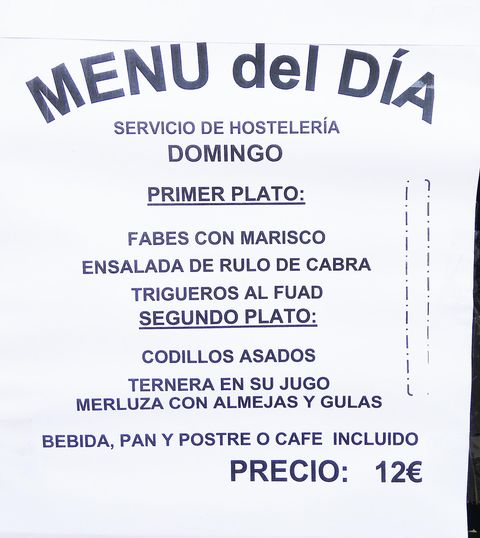 MENU del DÍA
SERVICIO DE HOSTELERÍA
DOMINGO
PRIMER PLATO:
FABES CON MARISCO
ENSALADA DE RULO DE CABRA
TRIGUEROS AL FUAD
SEGUNDO PLATO:
CODILLOS ASADOS
TERNERA EN SU JUGO
MERLUZA CON ALMEJAS Y GULAS
BEBIDA, PAN Y POSTRE O CAFE INCLUIDO
PRECIO: 12€